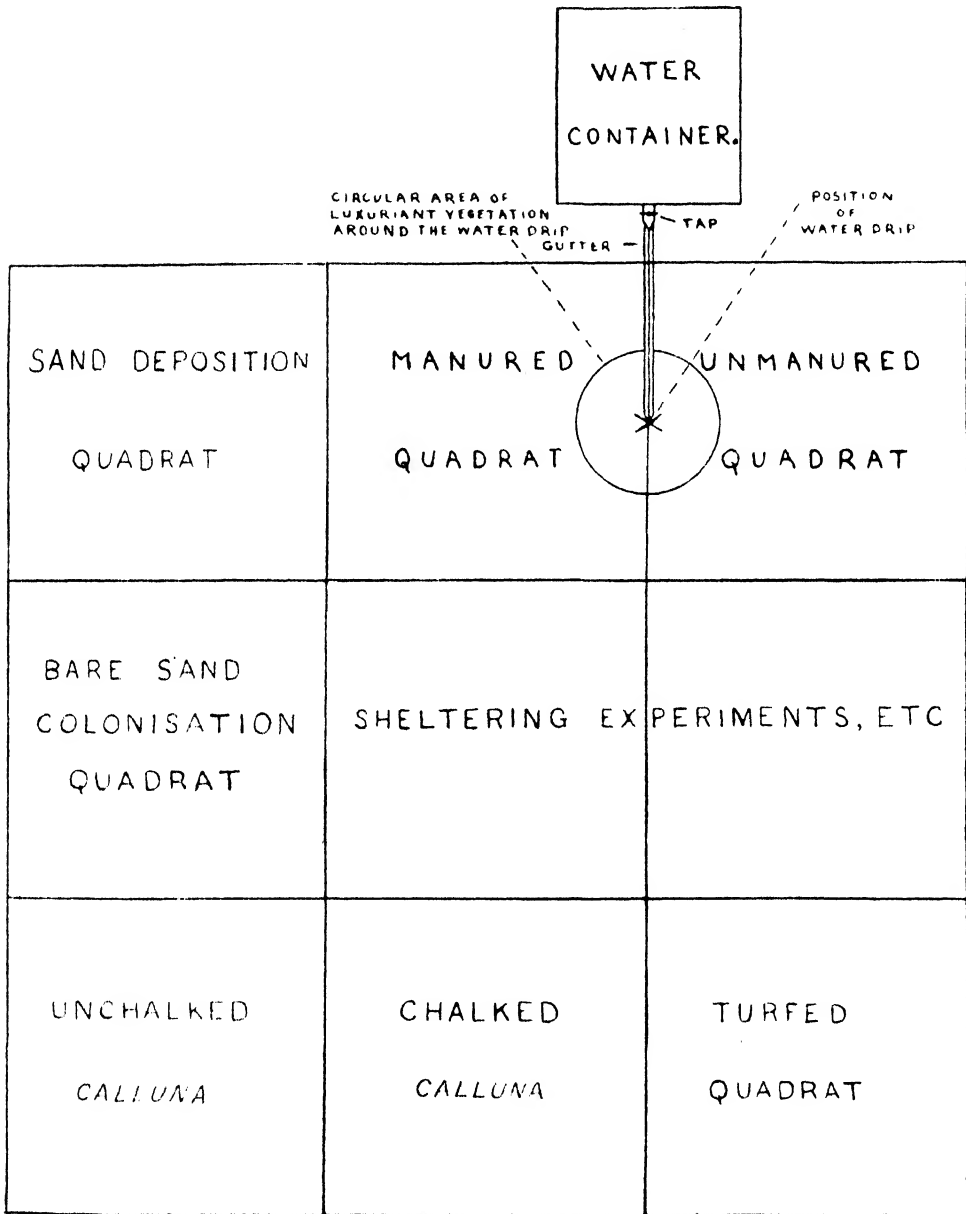 WATER
CONTAINER.
CIRCULAR AREA OF
LUXURIANT VEGETATION
AROUND THE WATER DRIP
GUTTER
TAP
POSITION
OF
WATER DRIP
SAND DEPOSITION
QUADRAT
MANURED
QUADRAT
UNMANURED
QUADRAT
BARE SAND
COLONISATION
QUADRAT
SHELTERING EXPERIMENTS, ETC
UNCHALKED
CALLUNA
CHALKED
CALLUNA
TURFED
QUADRAT